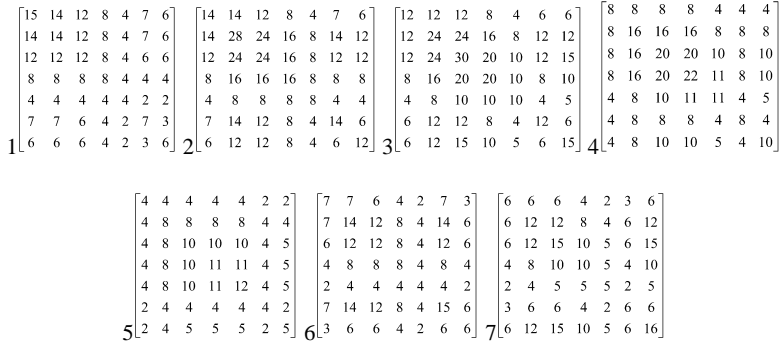 15 14 12 8 4 7 6 14 14 12 8 4 7 6 12 12 12 8 4 6 6 8 8 8 8 4 4 4
14 14 12 8 4 7 6 14 28 24 16 8 14 12 12 24 24 16 8 12 12 8 16 16 16 8 8 8
12 12 12 8 4 6 6 12 24 24 16 8 12 12 12 24 30 20 10 12 15 8 16 20 20 10 8 10
8 8 8 8 4 4 4 8 16 16 16 8 8 8 8 16 20 20 10 8 10 8 16 20 22 11 8 10
4 4 4 4 4 2 2 4 8 8 8 8 4 4 4 8 10 10 10 4 5 4 8 10 11 11 4 5
7 7 6 4 2 7 3 7 14 12 8 4 14 6 6 12 12 8 4 12 6 4 8 8 8 4 8 4
1 6 6 6 4 2 3 6 2 6 12 12 8 4 6 12 3 6 12 15 10 5 6 15 4 4 8 10 10 5 4 10
4 4 4 4 4 2 2 7 7 6 4 2 7 3 6 6 6 4 2 3 6
4 8 8 8 8 4 4 7 14 12 8 4 14 6 6 12 12 8 4 6 12
4 8 10 10 10 4 5 6 12 12 8 4 12 6 6 12 15 10 5 6 15
4 8 10 11 11 4 5 4 8 8 8 4 8 4 4 8 10 10 5 4 10
4 8 10 11 12 4 5 2 4 4 4 4 4 2 2 4 5 5 5 2 5
2 4 4 4 4 4 2 7 14 12 8 4 15 6 3 6 6 4 2 6 6
5 2 4 5 5 5 2 5 6 3 6 6 4 2 6 6 7 6 12 15 10 5 6 16